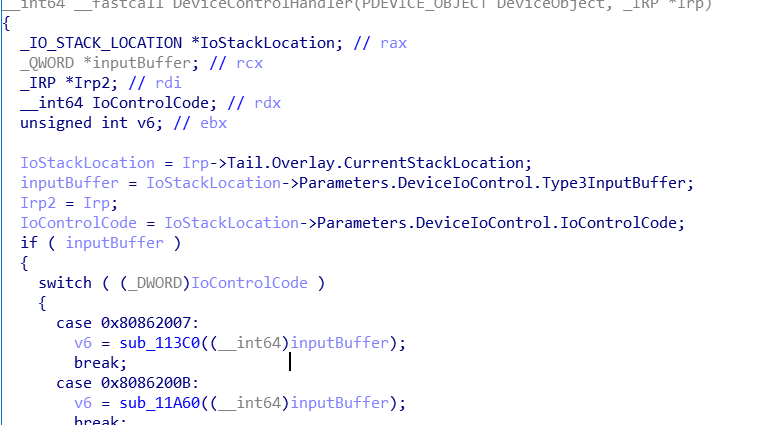 __int64 __fastcall DeviceControlHandler(PDEVICE_OBJECT DeviceObject, _IRP *Irp)
{
  _IO_STACK_LOCATION *IoStackLocation; // rax
  _QWORD *inputBuffer; // rcx
  _IRP *Irp2; // rdi
  __int64 IoControlCode; // rdx
  unsigned int v6; // ebx

  IoStackLocation = Irp->Tail.Overlay.CurrentStackLocation;
  inputBuffer = IoStackLocation->Parameters.DeviceIoControl.Type3InputBuffer;
  Irp2 = Irp;
  IoControlCode = IoStackLocation->Parameters.DeviceIoControl.IoControlCode;
  if ( inputBuffer )
  {
    switch ( (_DWORD)IoControlCode )
    {
      case 0x80862007:
        v6 = sub_113C0((__int64)inputBuffer);
        break;
      case 0x8086200B:
        v6 = sub_11A60((__int64)inputBuffer);
        break;